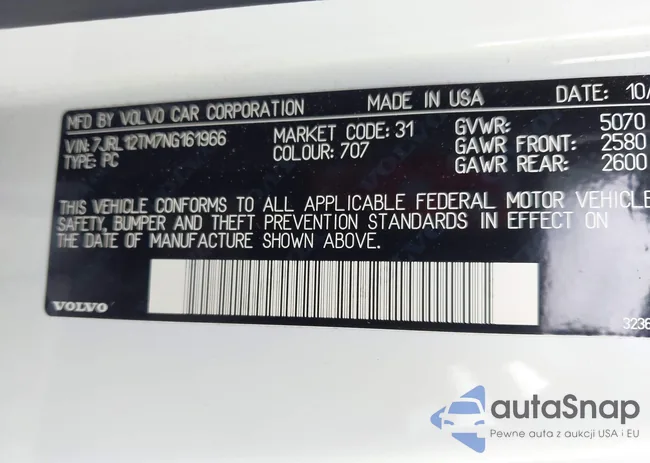 MFD BY VOLVO CAR CORPORATION MADE IN USA DATE: 10/
VIN: 7JRL12TM7NG161966 MARKET CODE: 31 GVWR: 5070
TYPE: PC COLOUR: 707 GAWR FRONT: 2580
GAWR REAR: 2600
THIS VEHICLE CONFORMS TO ALL APPLICABLE FEDERAL MOTOR VEHICLE
SAFETY, BUMPER AND THEFT PREVENTION STANDARDS IN EFFECT ON
THE DATE OF MANUFACTURE SHOWN ABOVE.
VOLVO
3236
autaSnap
Pewne auta z aukcji USA i EU